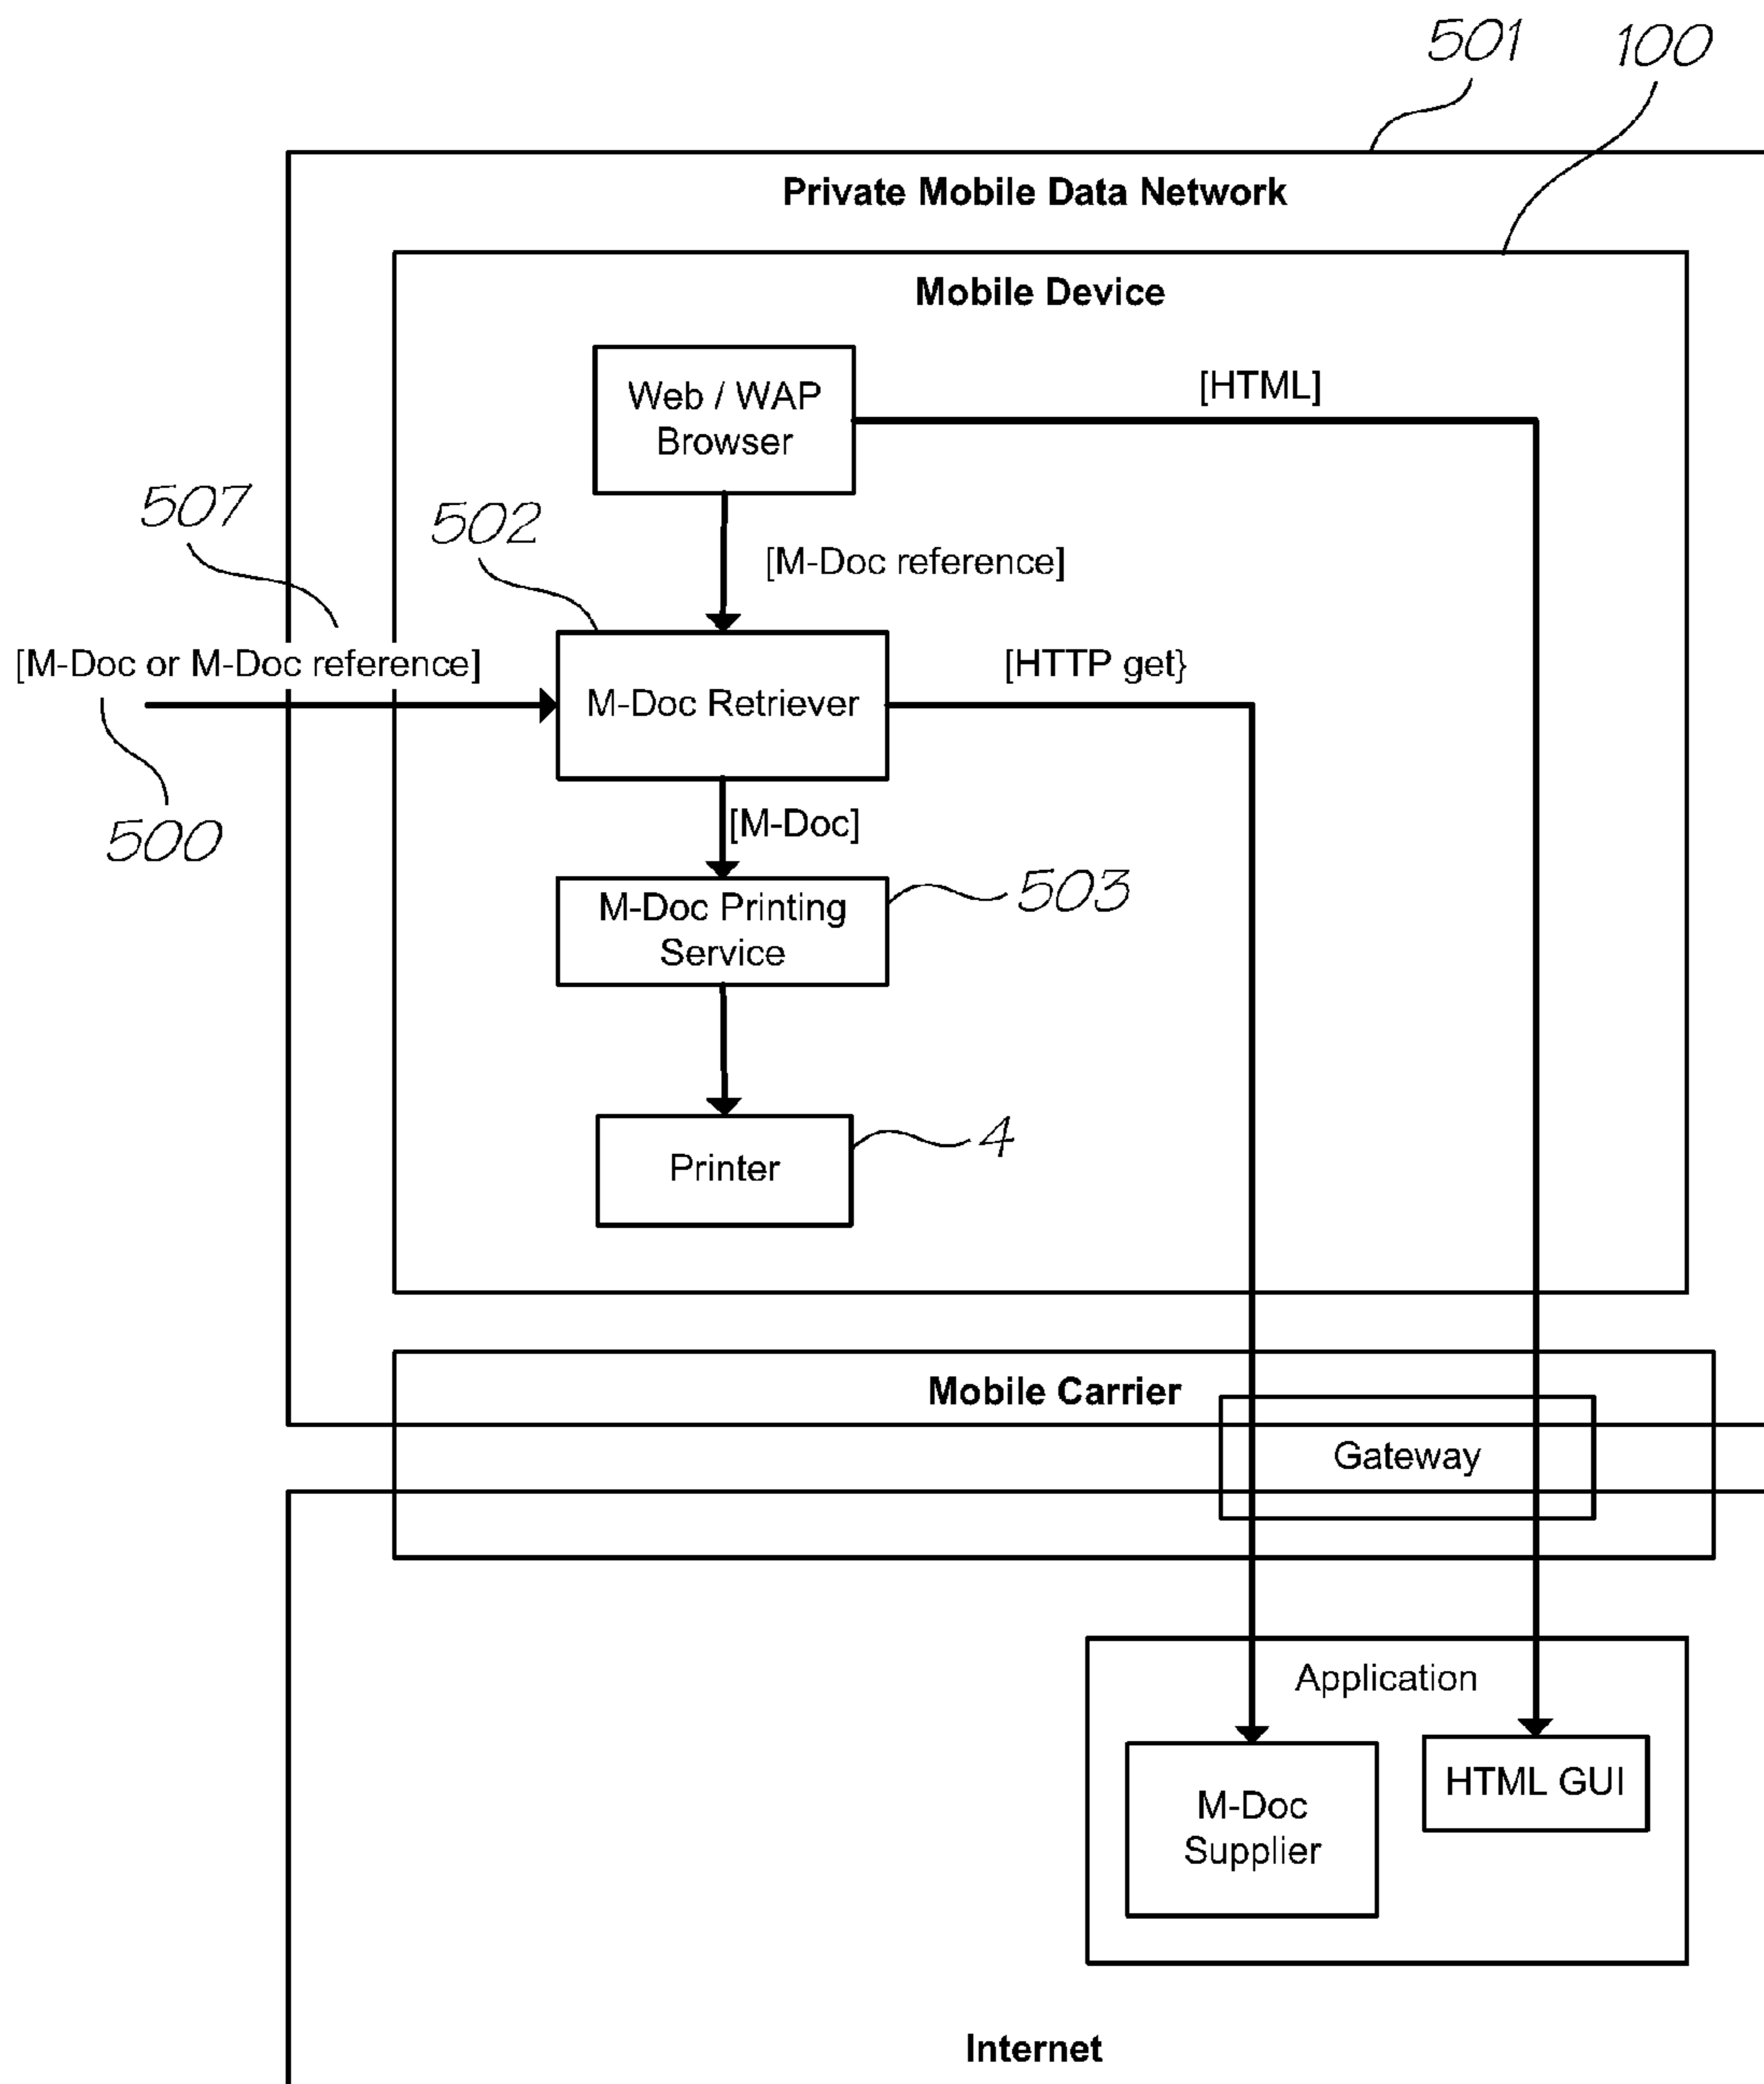 501
100
Private Mobile Data Network
Mobile Device
Web / WAP
Browser
[HTML]
507
502
[M-Doc reference]
[M-Doc or M-Doc reference]
M-Doc Retriever
[HTTP get}
500
[M-Doc]
M-Doc Printing
Service
503
Printer
4
Mobile Carrier
Gateway
Application
M-Doc
Supplier
HTML GUI
Internet